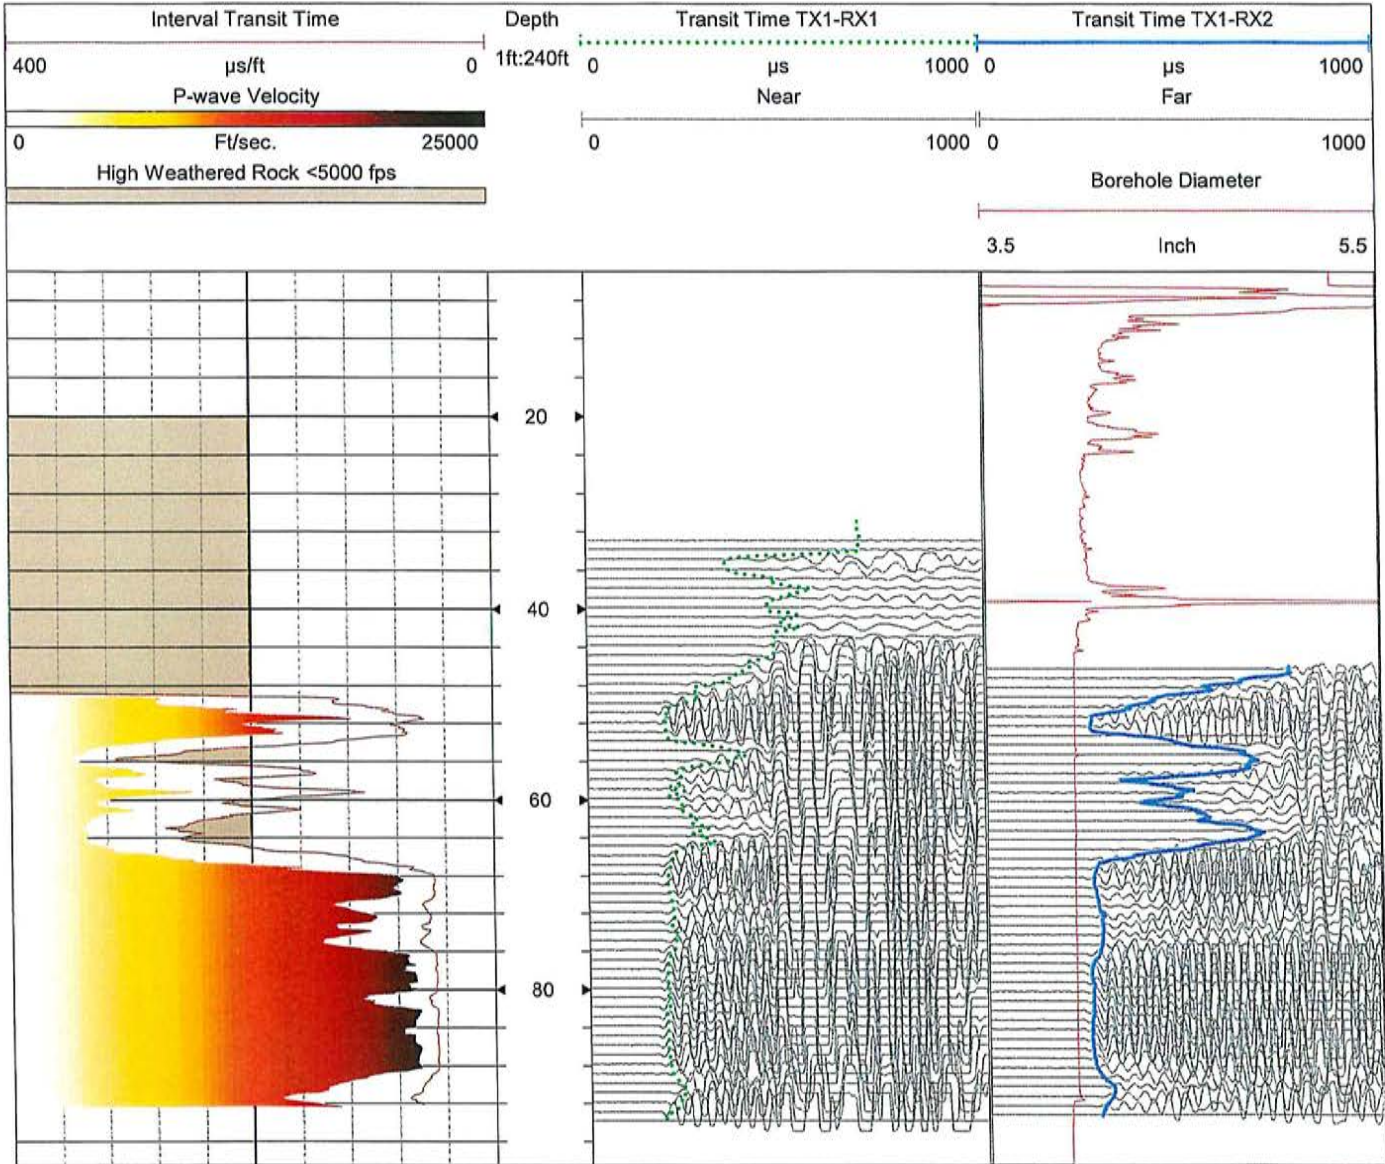 Interval Transit Time
400 µs/ft 0
P-wave Velocity
0 Ft/sec. 25000
High Weathered Rock <5000 fps
Depth
1ft:240ft
Transit Time TX1-RX1
0 µs 1000
Near
0 1000
Transit Time TX1-RX2
0 µs 1000
Far
0 1000
Borehole Diameter
3.5 Inch 5.5
20
40
60
80